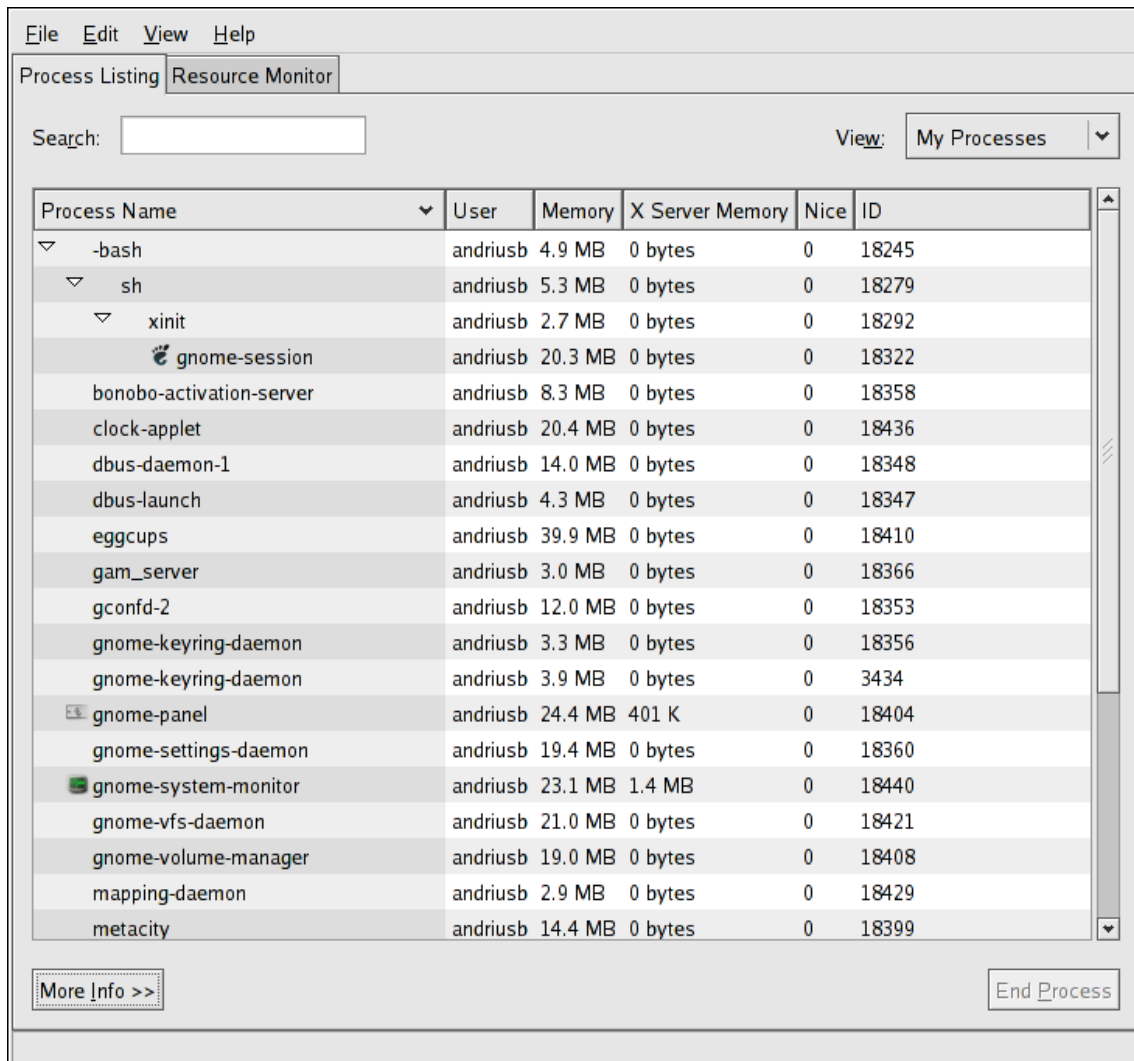 File Edit View Help
Process Listing Resource Monitor
Search: View: My Processes
Process Name User Memory X Server Memory Nice ID
-bash andriusb 4.9 MB 0 bytes 0 18245
sh andriusb 5.3 MB 0 bytes 0 18279
xinit andriusb 2.7 MB 0 bytes 0 18292
gnome-session andriusb 20.3 MB 0 bytes 0 18322
bonobo-activation-server andriusb 8.3 MB 0 bytes 0 18358
clock-applet andriusb 20.4 MB 0 bytes 0 18436
dbus-daemon-1 andriusb 14.0 MB 0 bytes 0 18348
dbus-launch andriusb 4.3 MB 0 bytes 0 18347
eggcups andriusb 39.9 MB 0 bytes 0 18410
gam_server andriusb 3.0 MB 0 bytes 0 18366
gconfd-2 andriusb 12.0 MB 0 bytes 0 18353
gnome-keyring-daemon andriusb 3.3 MB 0 bytes 0 18356
gnome-keyring-daemon andriusb 3.9 MB 0 bytes 0 3434
gnome-panel andriusb 24.4 MB 401 K 0 18404
gnome-settings-daemon andriusb 19.4 MB 0 bytes 0 18360
gnome-system-monitor andriusb 23.1 MB 1.4 MB 0 18440
gnome-vfs-daemon andriusb 21.0 MB 0 bytes 0 18421
gnome-volume-manager andriusb 19.0 MB 0 bytes 0 18408
mapping-daemon andriusb 2.9 MB 0 bytes 0 18429
metacity andriusb 14.4 MB 0 bytes 0 18399
More Info >> End Process